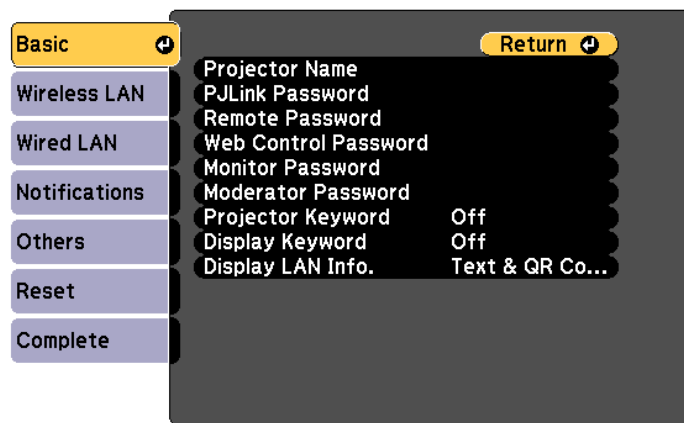 Basic
Wireless LAN
Wired LAN
Notifications
Others
Reset
Complete
Return
Projector Name
PJLink Password
Remote Password
Web Control Password
Monitor Password
Moderator Password
Projector Keyword Off
Display Keyword Off
Display LAN Info. Text & QR Co...